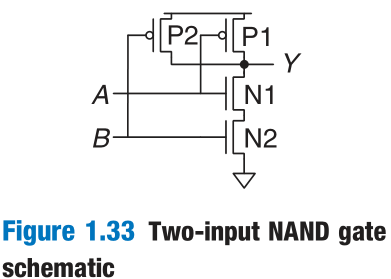 P2 P1
Y
A N1
B N2
Figure 1.33 Two-input NAND gate
schematic